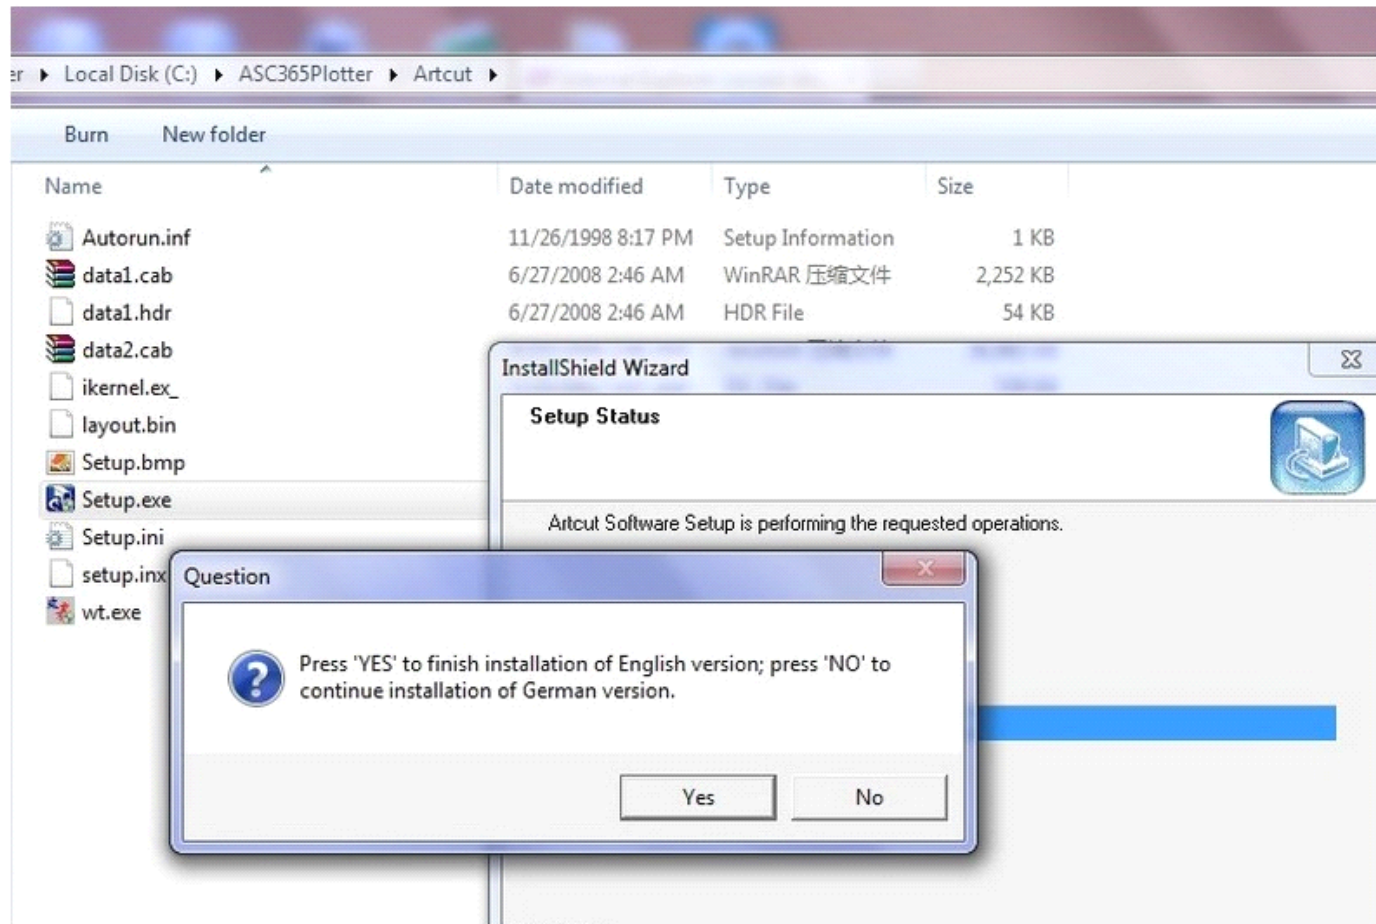 er ▸ Local Disk (C:) ▸ ASC365Plotter ▸ Artcut ▸
Burn New folder
Name Date modified Type Size
Autorun.inf 11/26/1998 8:17 PM Setup Information 1 KB
data1.cab 6/27/2008 2:46 AM WinRAR 压缩文件 2,252 KB
data1.hdr 6/27/2008 2:46 AM HDR File 54 KB
data2.cab
ikernel.ex_
layout.bin
Setup.bmp
Setup.exe
Setup.ini
setup.inx
wt.exe
InstallShield Wizard
Setup Status
Artcut Software Setup is performing the requested operations.
Question
Press 'YES' to finish installation of English version; press 'NO' to
continue installation of German version.
Yes No